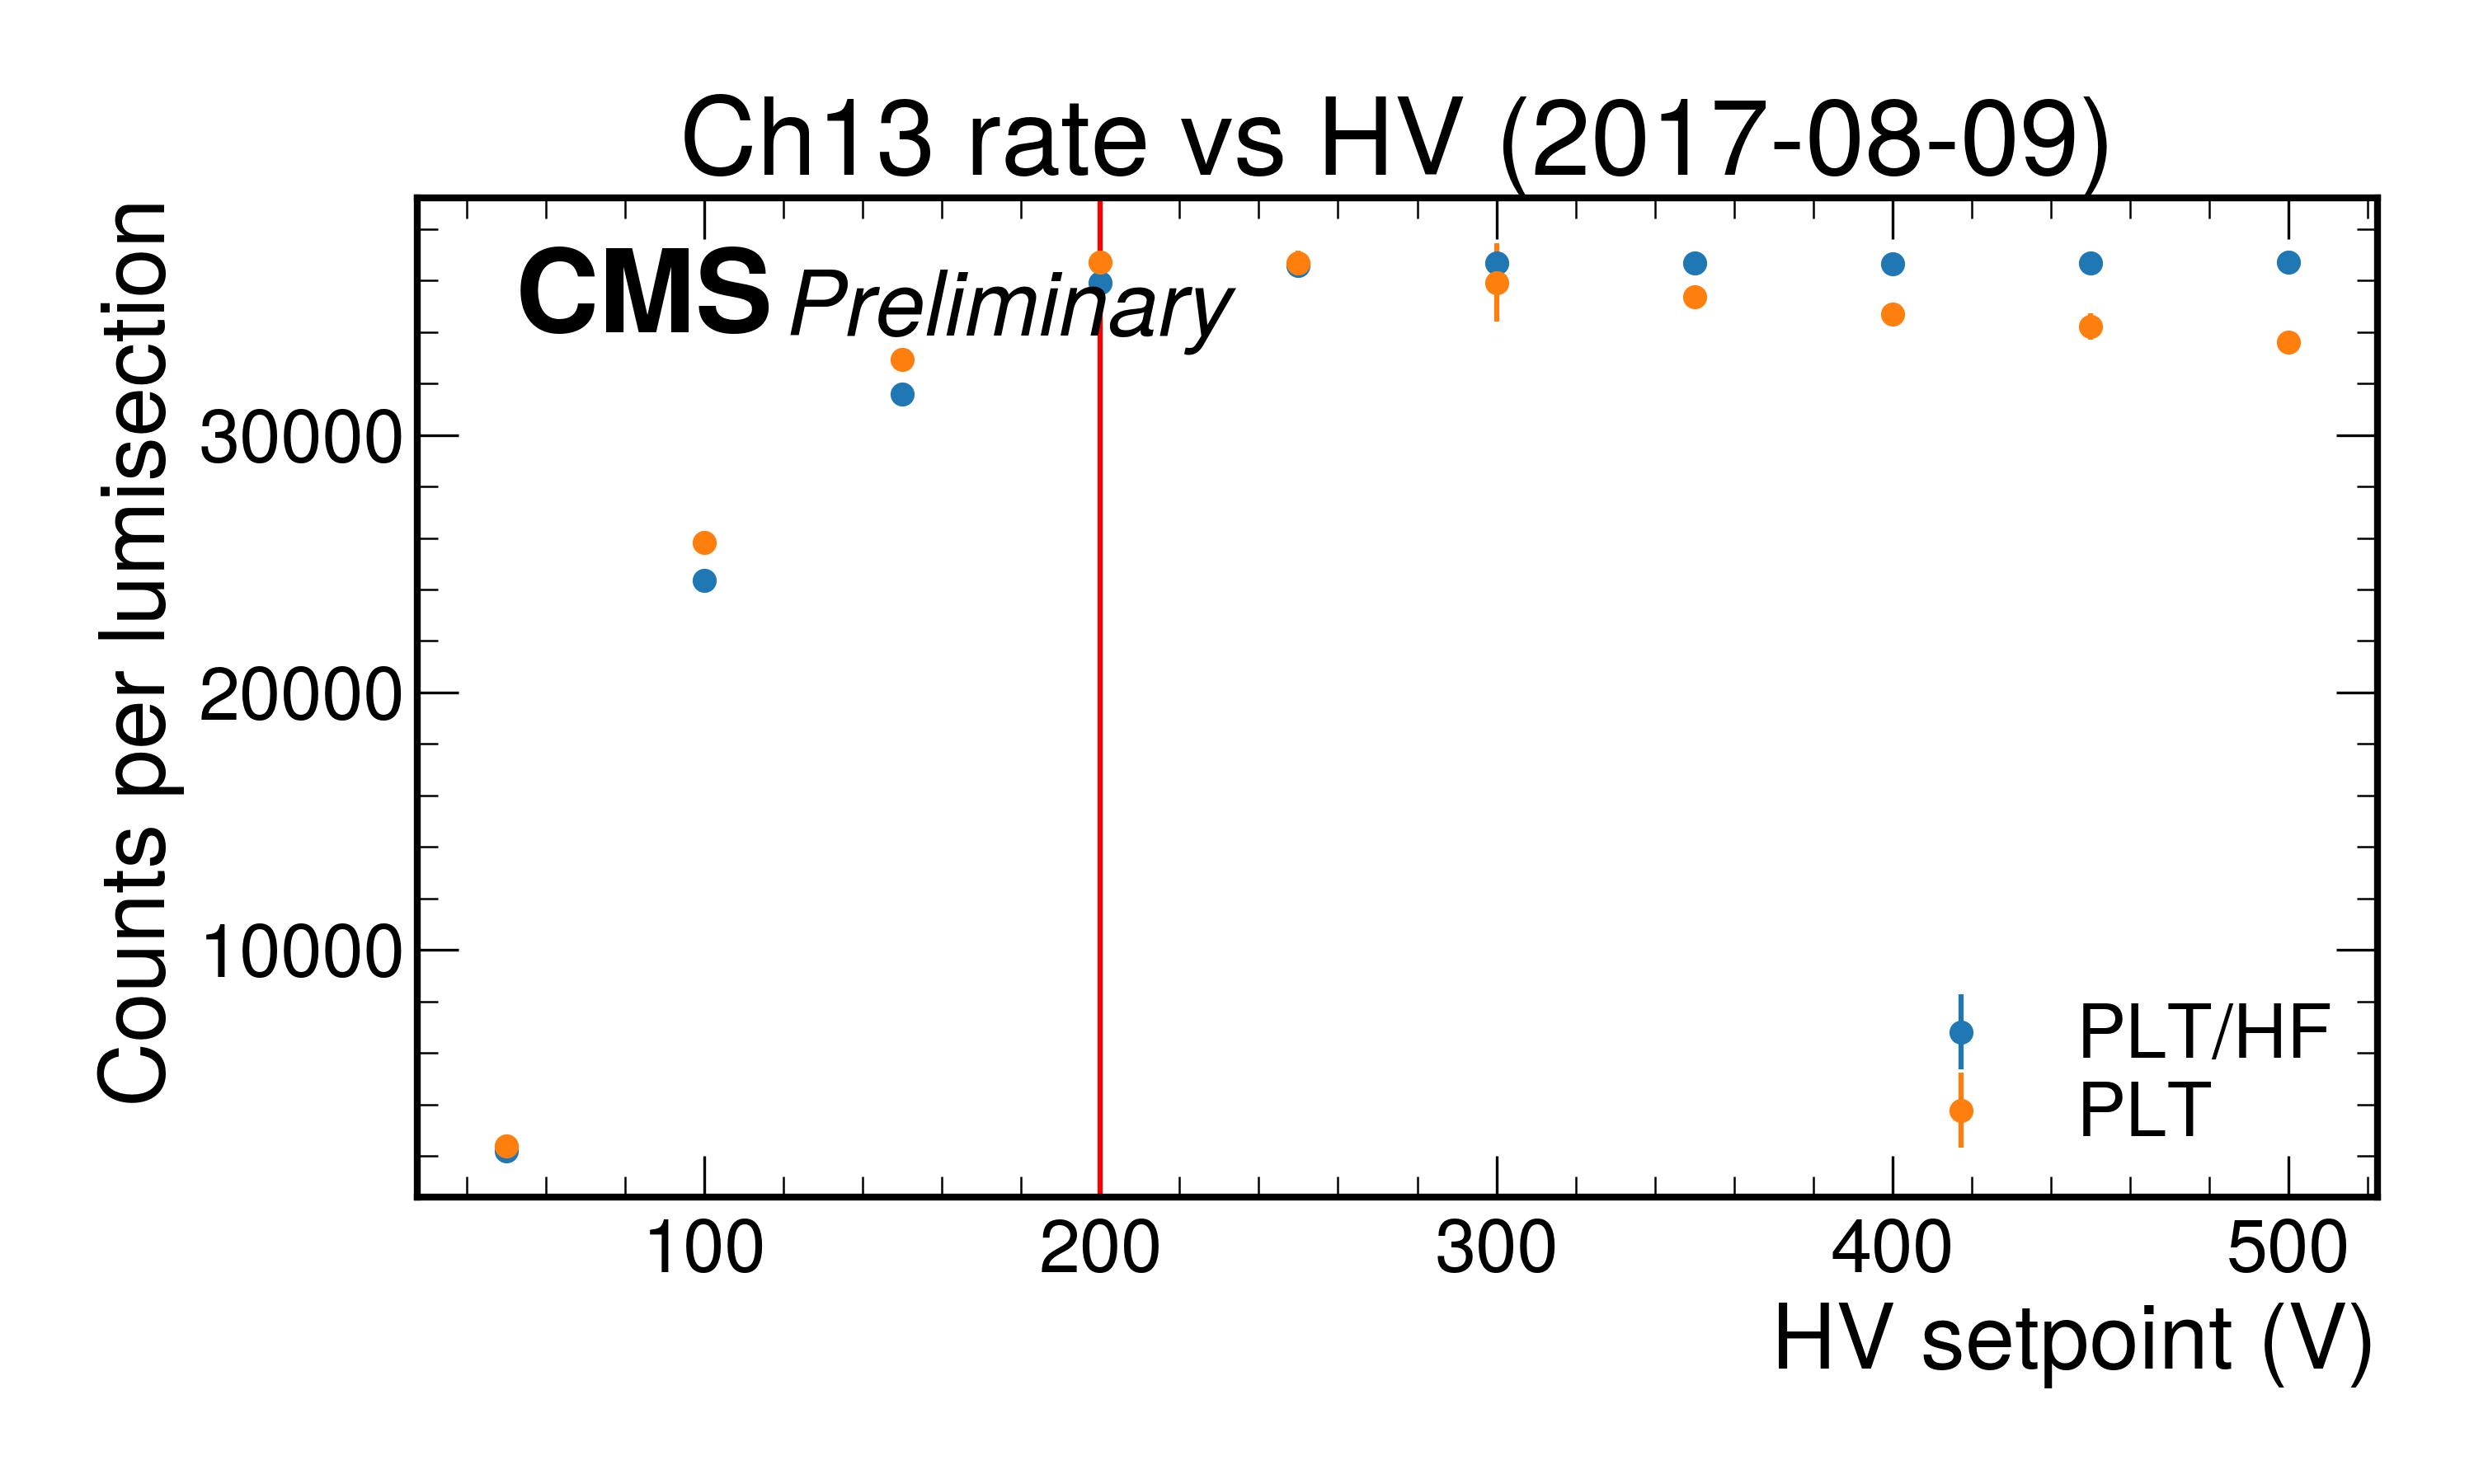 Ch13 rate vs HV (2017-08-09)
CMS Preliminary
Counts per lumisection
30000
20000
10000
PLT/HF
PLT
100 200 300 400 500
HV setpoint (V)